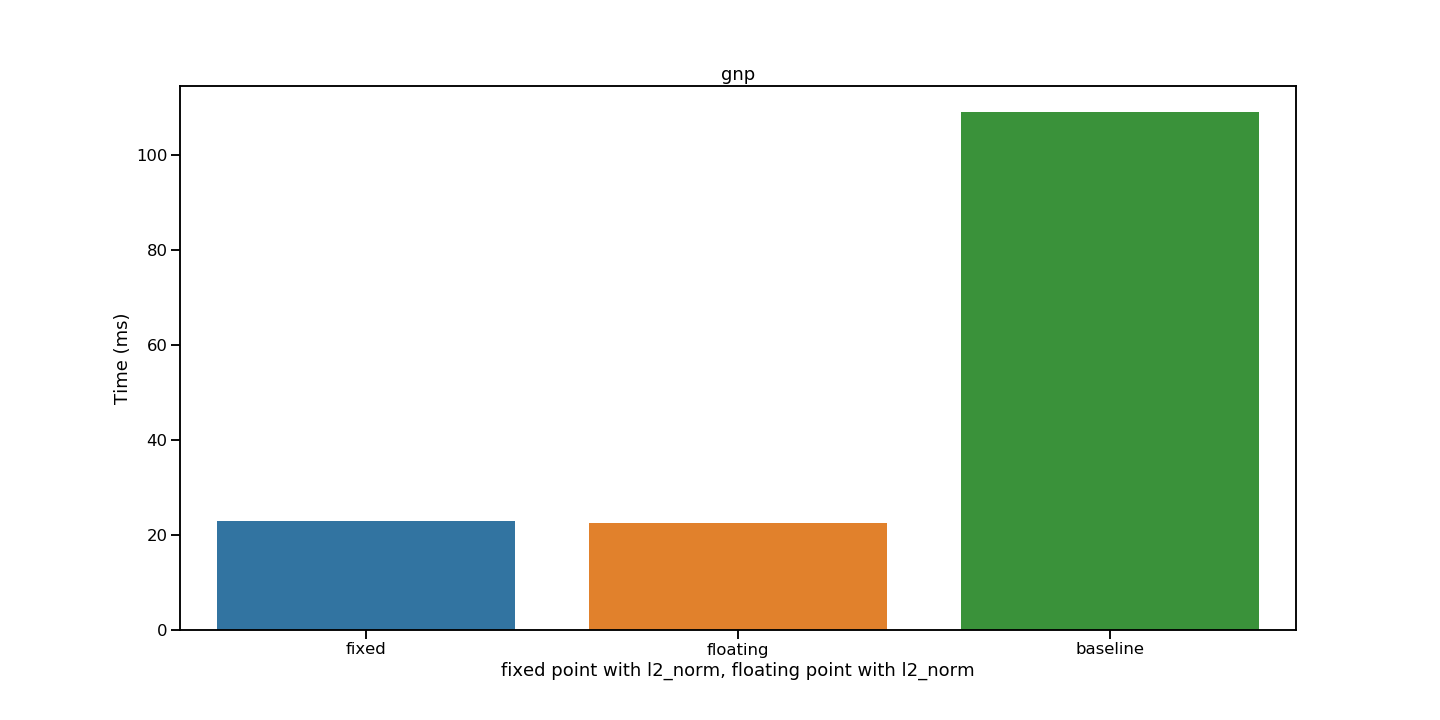 gnp
Time (ms)
100
80
60
40
20
0
fixed
floating
baseline
fixed point with l2_norm, floating point with l2_norm